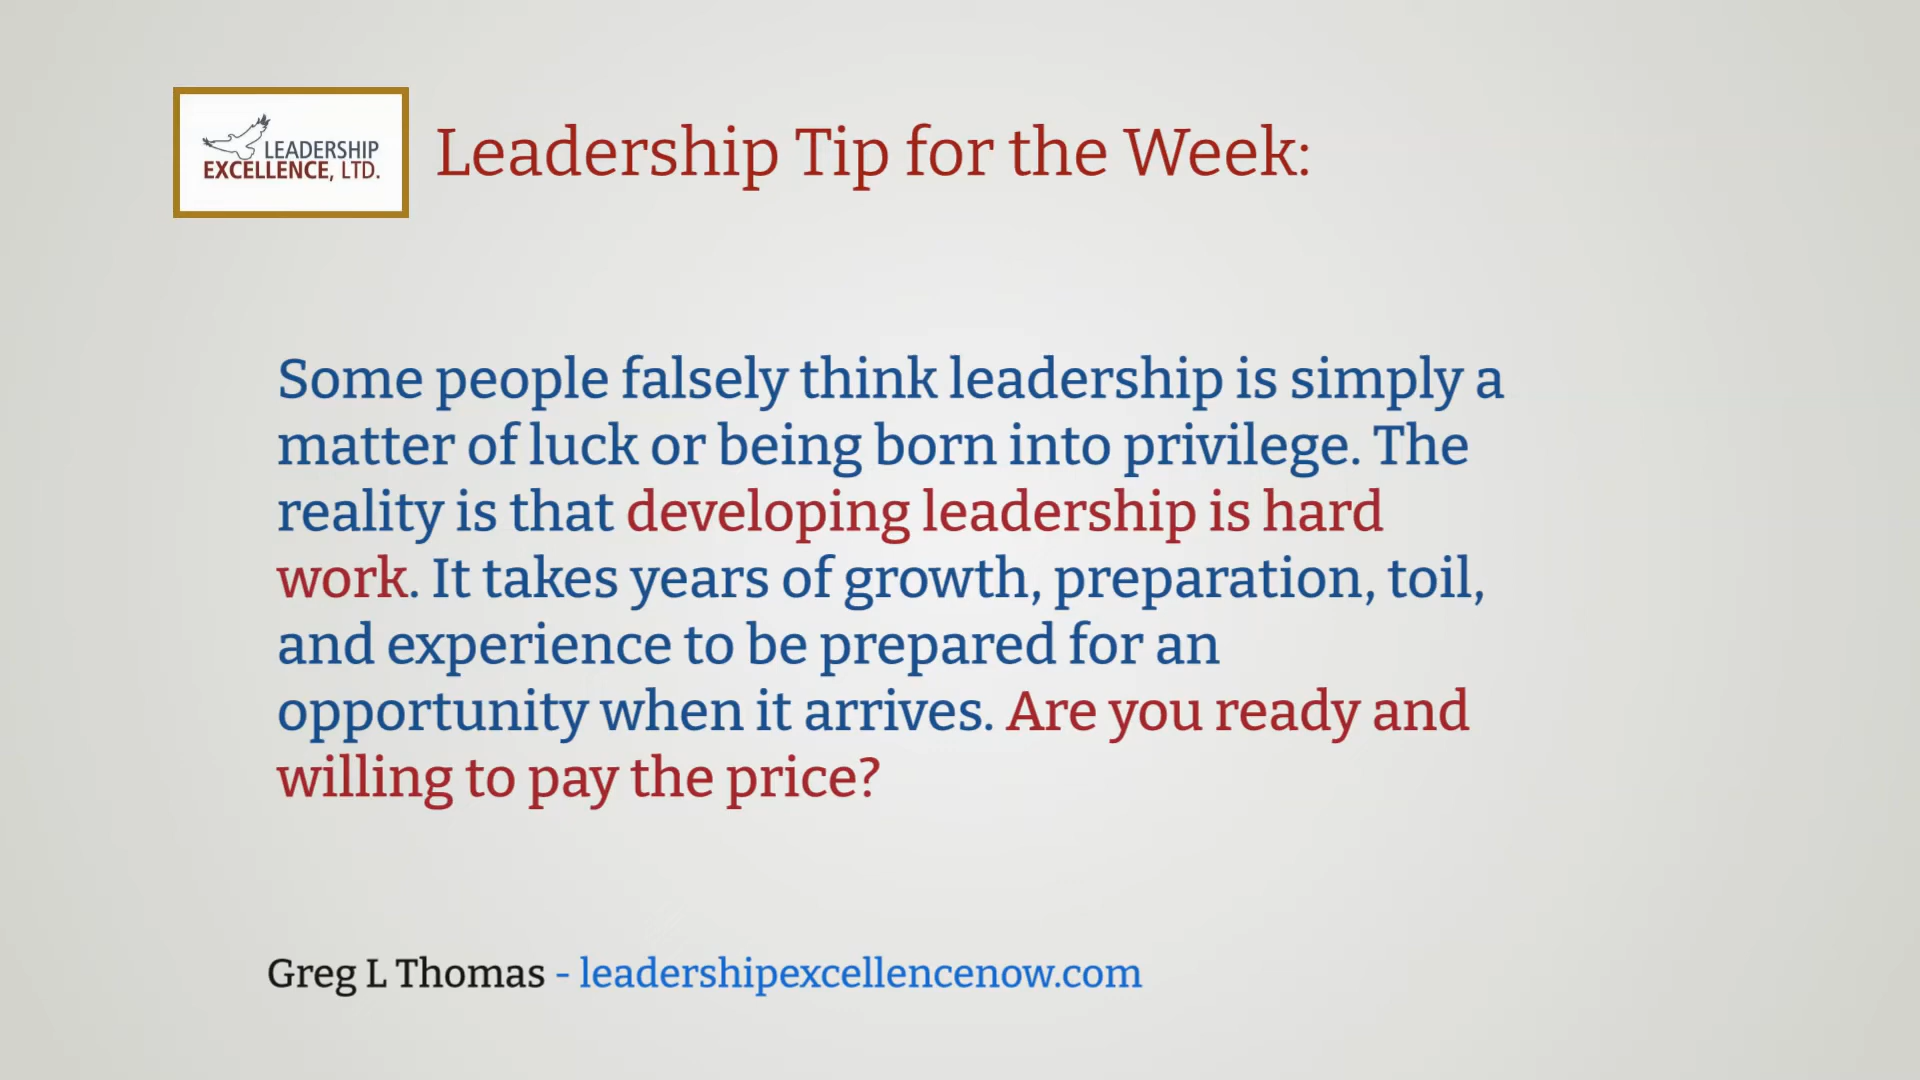 LEADERSHIP
EXCELLENCE, LTD.
Leadership Tip for the Week:
Some people falsely think leadership is simply a
matter of luck or being born into privilege. The
reality is that developing leadership is hard
work. It takes years of growth, preparation, toil,
and experience to be prepared for an
opportunity when it arrives. Are you ready and
willing to pay the price?
Greg L Thomas - leadershipexcellencenow.com